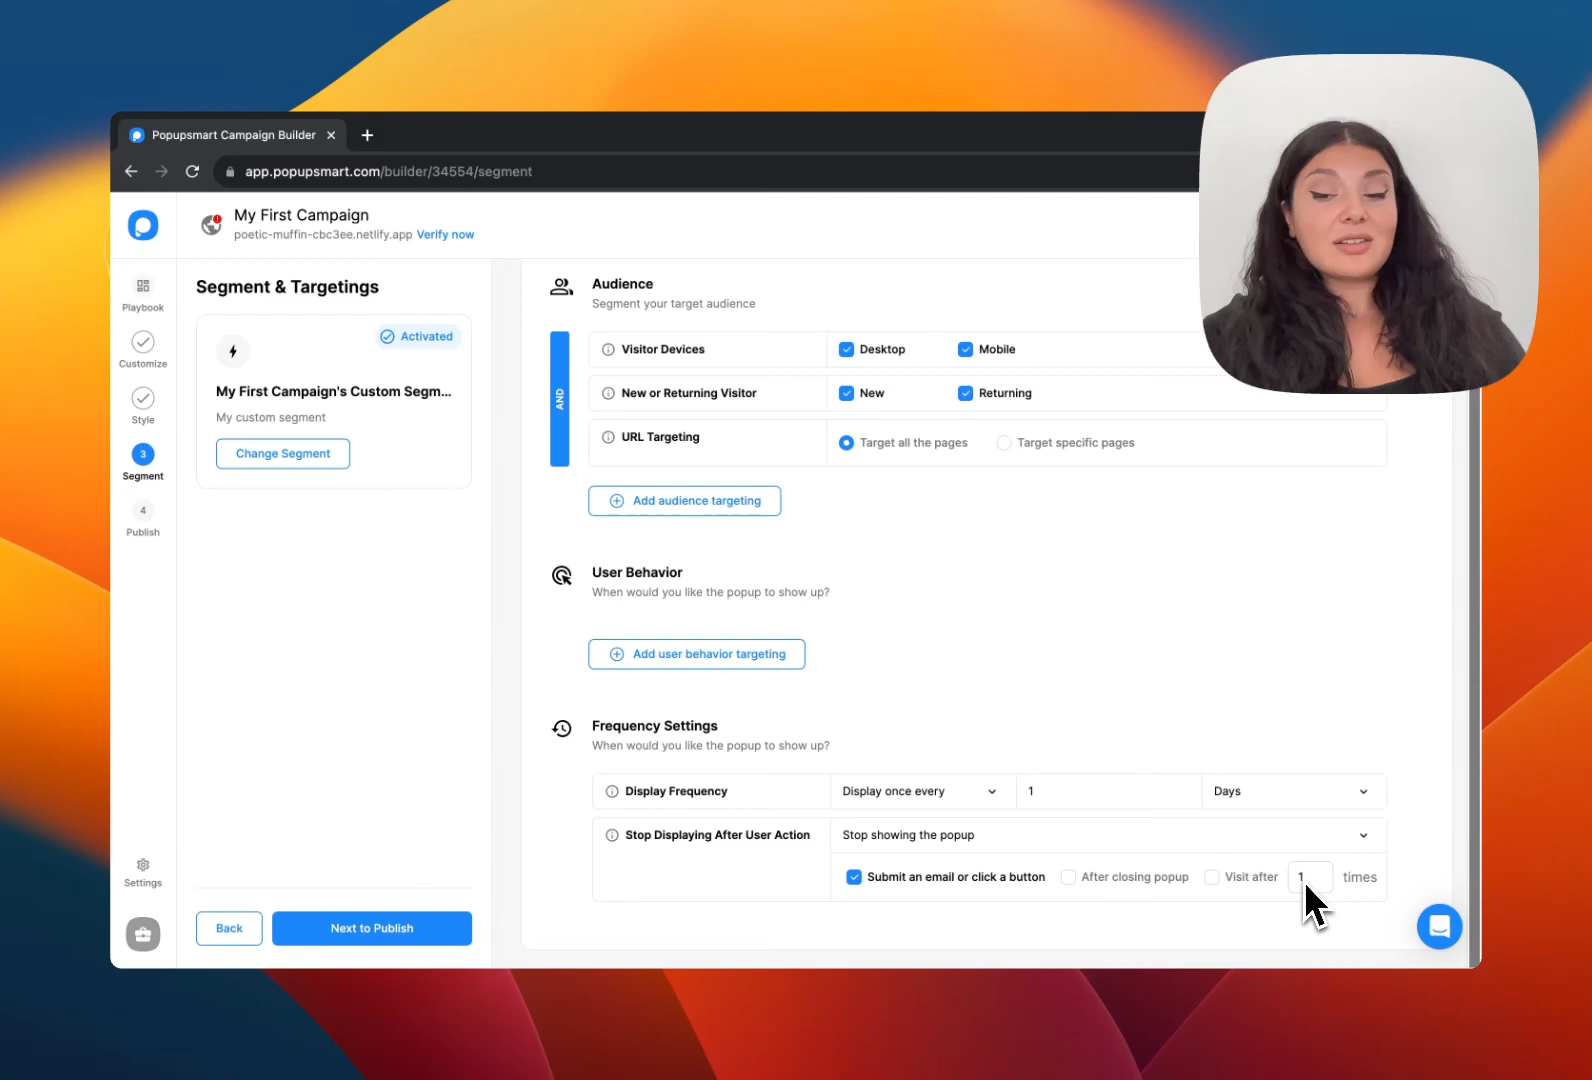 Popupsmart Campaign Builder
app.popupsmart.com/builder/34554/segment
My First Campaign
poetic-muffin-cbc3ee.netlify.app Verify now
Playbook
Customize
Style
3
Segment
4
Publish
Settings
Segment & Targetings
Activated
My First Campaign's Custom Segm...
My custom segment
Change Segment
Back
Next to Publish
Audience
Segment your target audience
AND
Visitor Devices
Desktop
Mobile
New or Returning Visitor
New
Returning
URL Targeting
Target all the pages
Target specific pages
Add audience targeting
User Behavior
When would you like the popup to show up?
Add user behavior targeting
Frequency Settings
When would you like the popup to show up?
Display Frequency
Display once every
1
Days
Stop Displaying After User Action
Stop showing the popup
Submit an email or click a button
After closing popup
Visit after
1
times